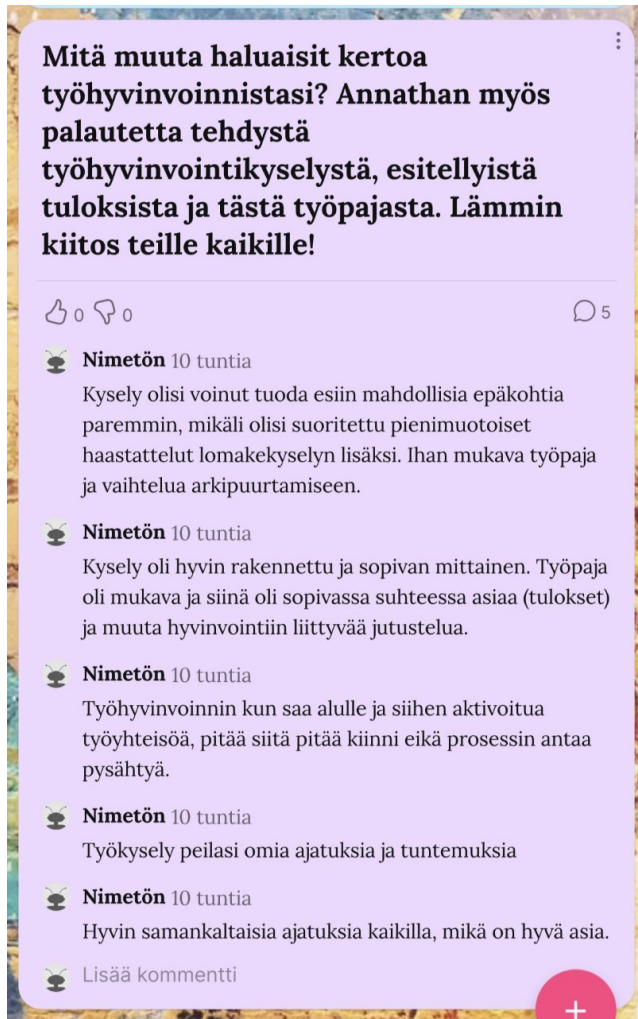 Mitä muuta haluaisit kertoa
työhyvinvoinnistasi? Annathan myös
palautetta tehdystä
työhyvinvointikyselystä, esitellyistä
tuloksista ja tästä työpajasta. Lämmin
kiitos teille kaikille!
0 0 5
Nimetön 10 tuntia
Kysely olisi voinut tuoda esiin mahdollisia epäkohtia
paremmin, mikäli olisi suoritettu pienimuotoiset
haastattelut lomakekyselyn lisäksi. Ihan mukava työpaja
ja vaihtelua arkipuurtamiseen.
Nimetön 10 tuntia
Kysely oli hyvin rakennettu ja sopivan mittainen. Työpaja
oli mukava ja siinä oli sopivassa suhteessa asiaa (tulokset)
ja muuta hyvinvointiin liittyvää jutustelua.
Nimetön 10 tuntia
Työhyvinvoinnin kun saa alulle ja siihen aktivoitua
työyhteisöä, pitää siitä pitää kiinni eikä prosessin antaa
pysähtyä.
Nimetön 10 tuntia
Työkysely peilasi omia ajatuksia ja tuntemuksia
Nimetön 10 tuntia
Hyvin samankaltaisia ajatuksia kaikilla, mikä on hyvä asia.
Lisää kommentti
+